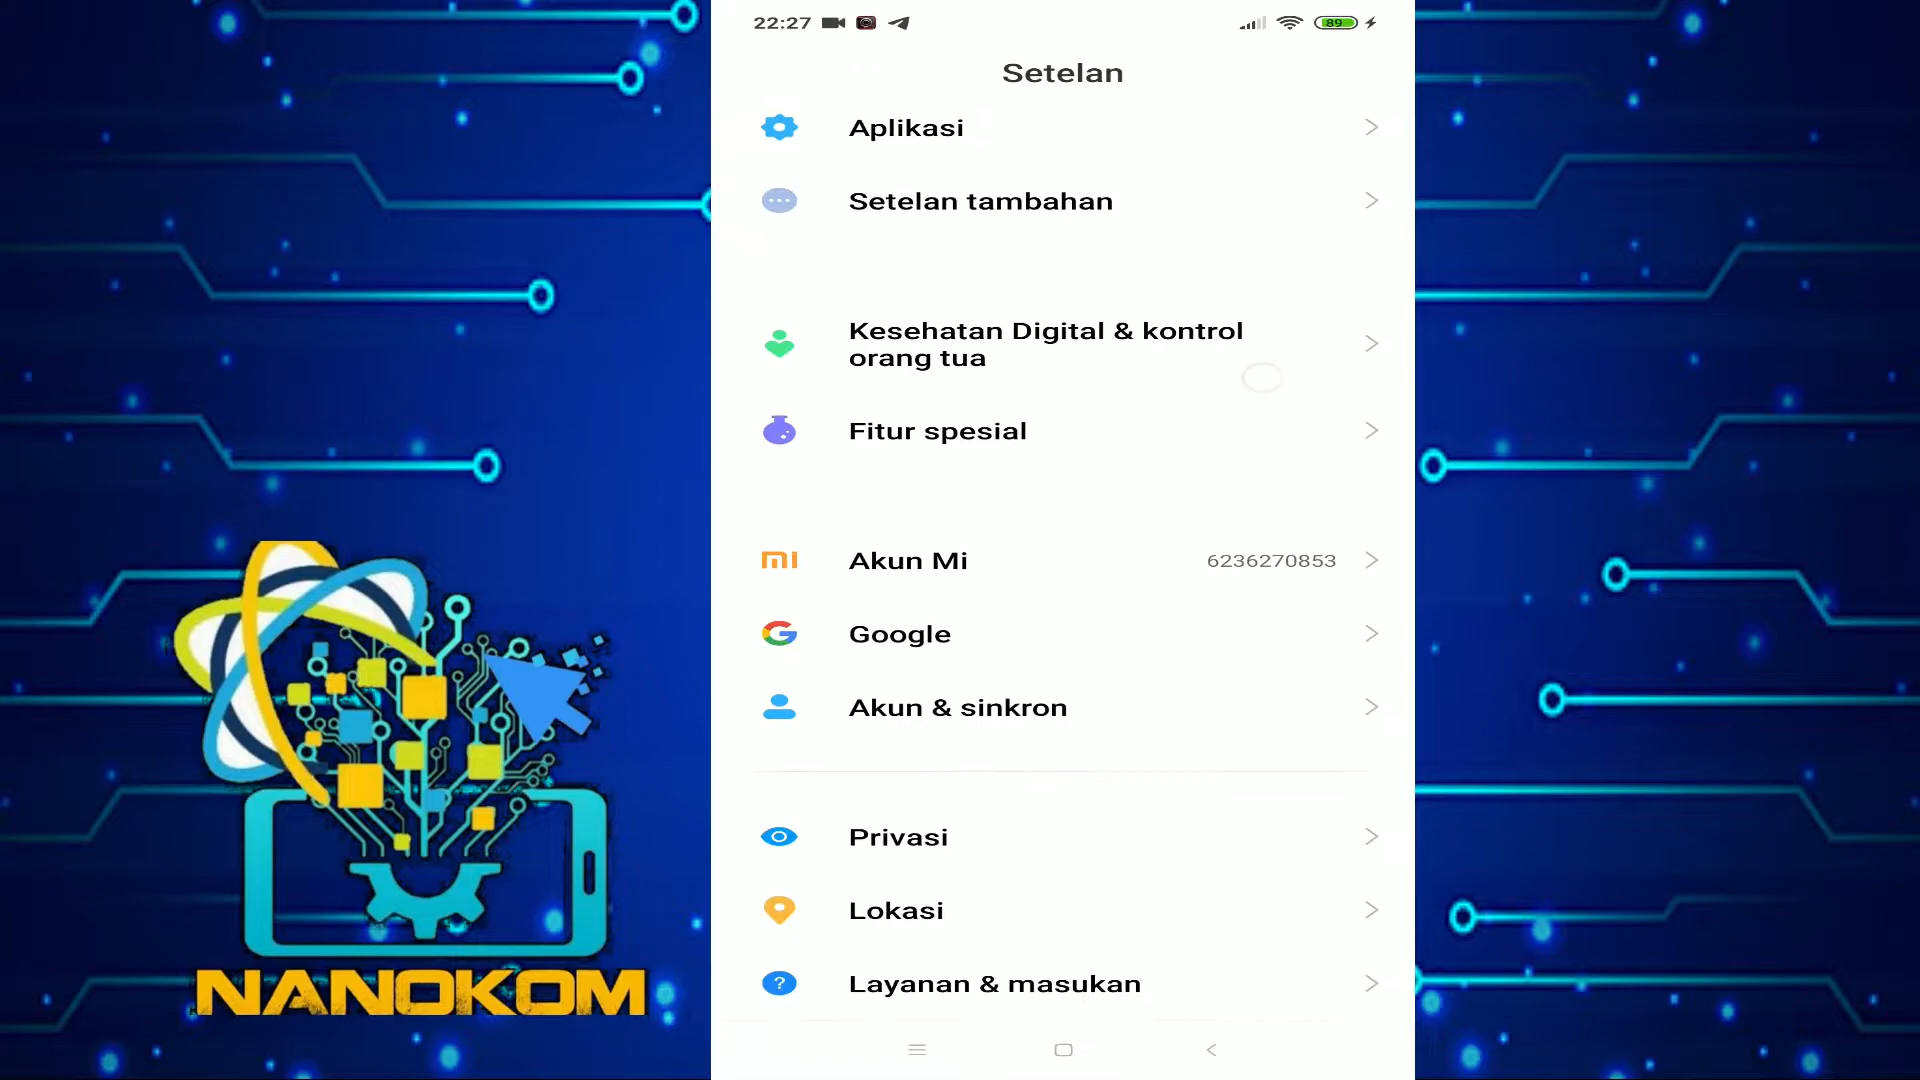 22:27
89
Setelan
Aplikasi
Setelan tambahan
Kesehatan Digital & kontrol
orang tua
Fitur spesial
Akun Mi 6236270853
Google
Akun & sinkron
Privasi
Lokasi
Layanan & masukan
NANOKOM